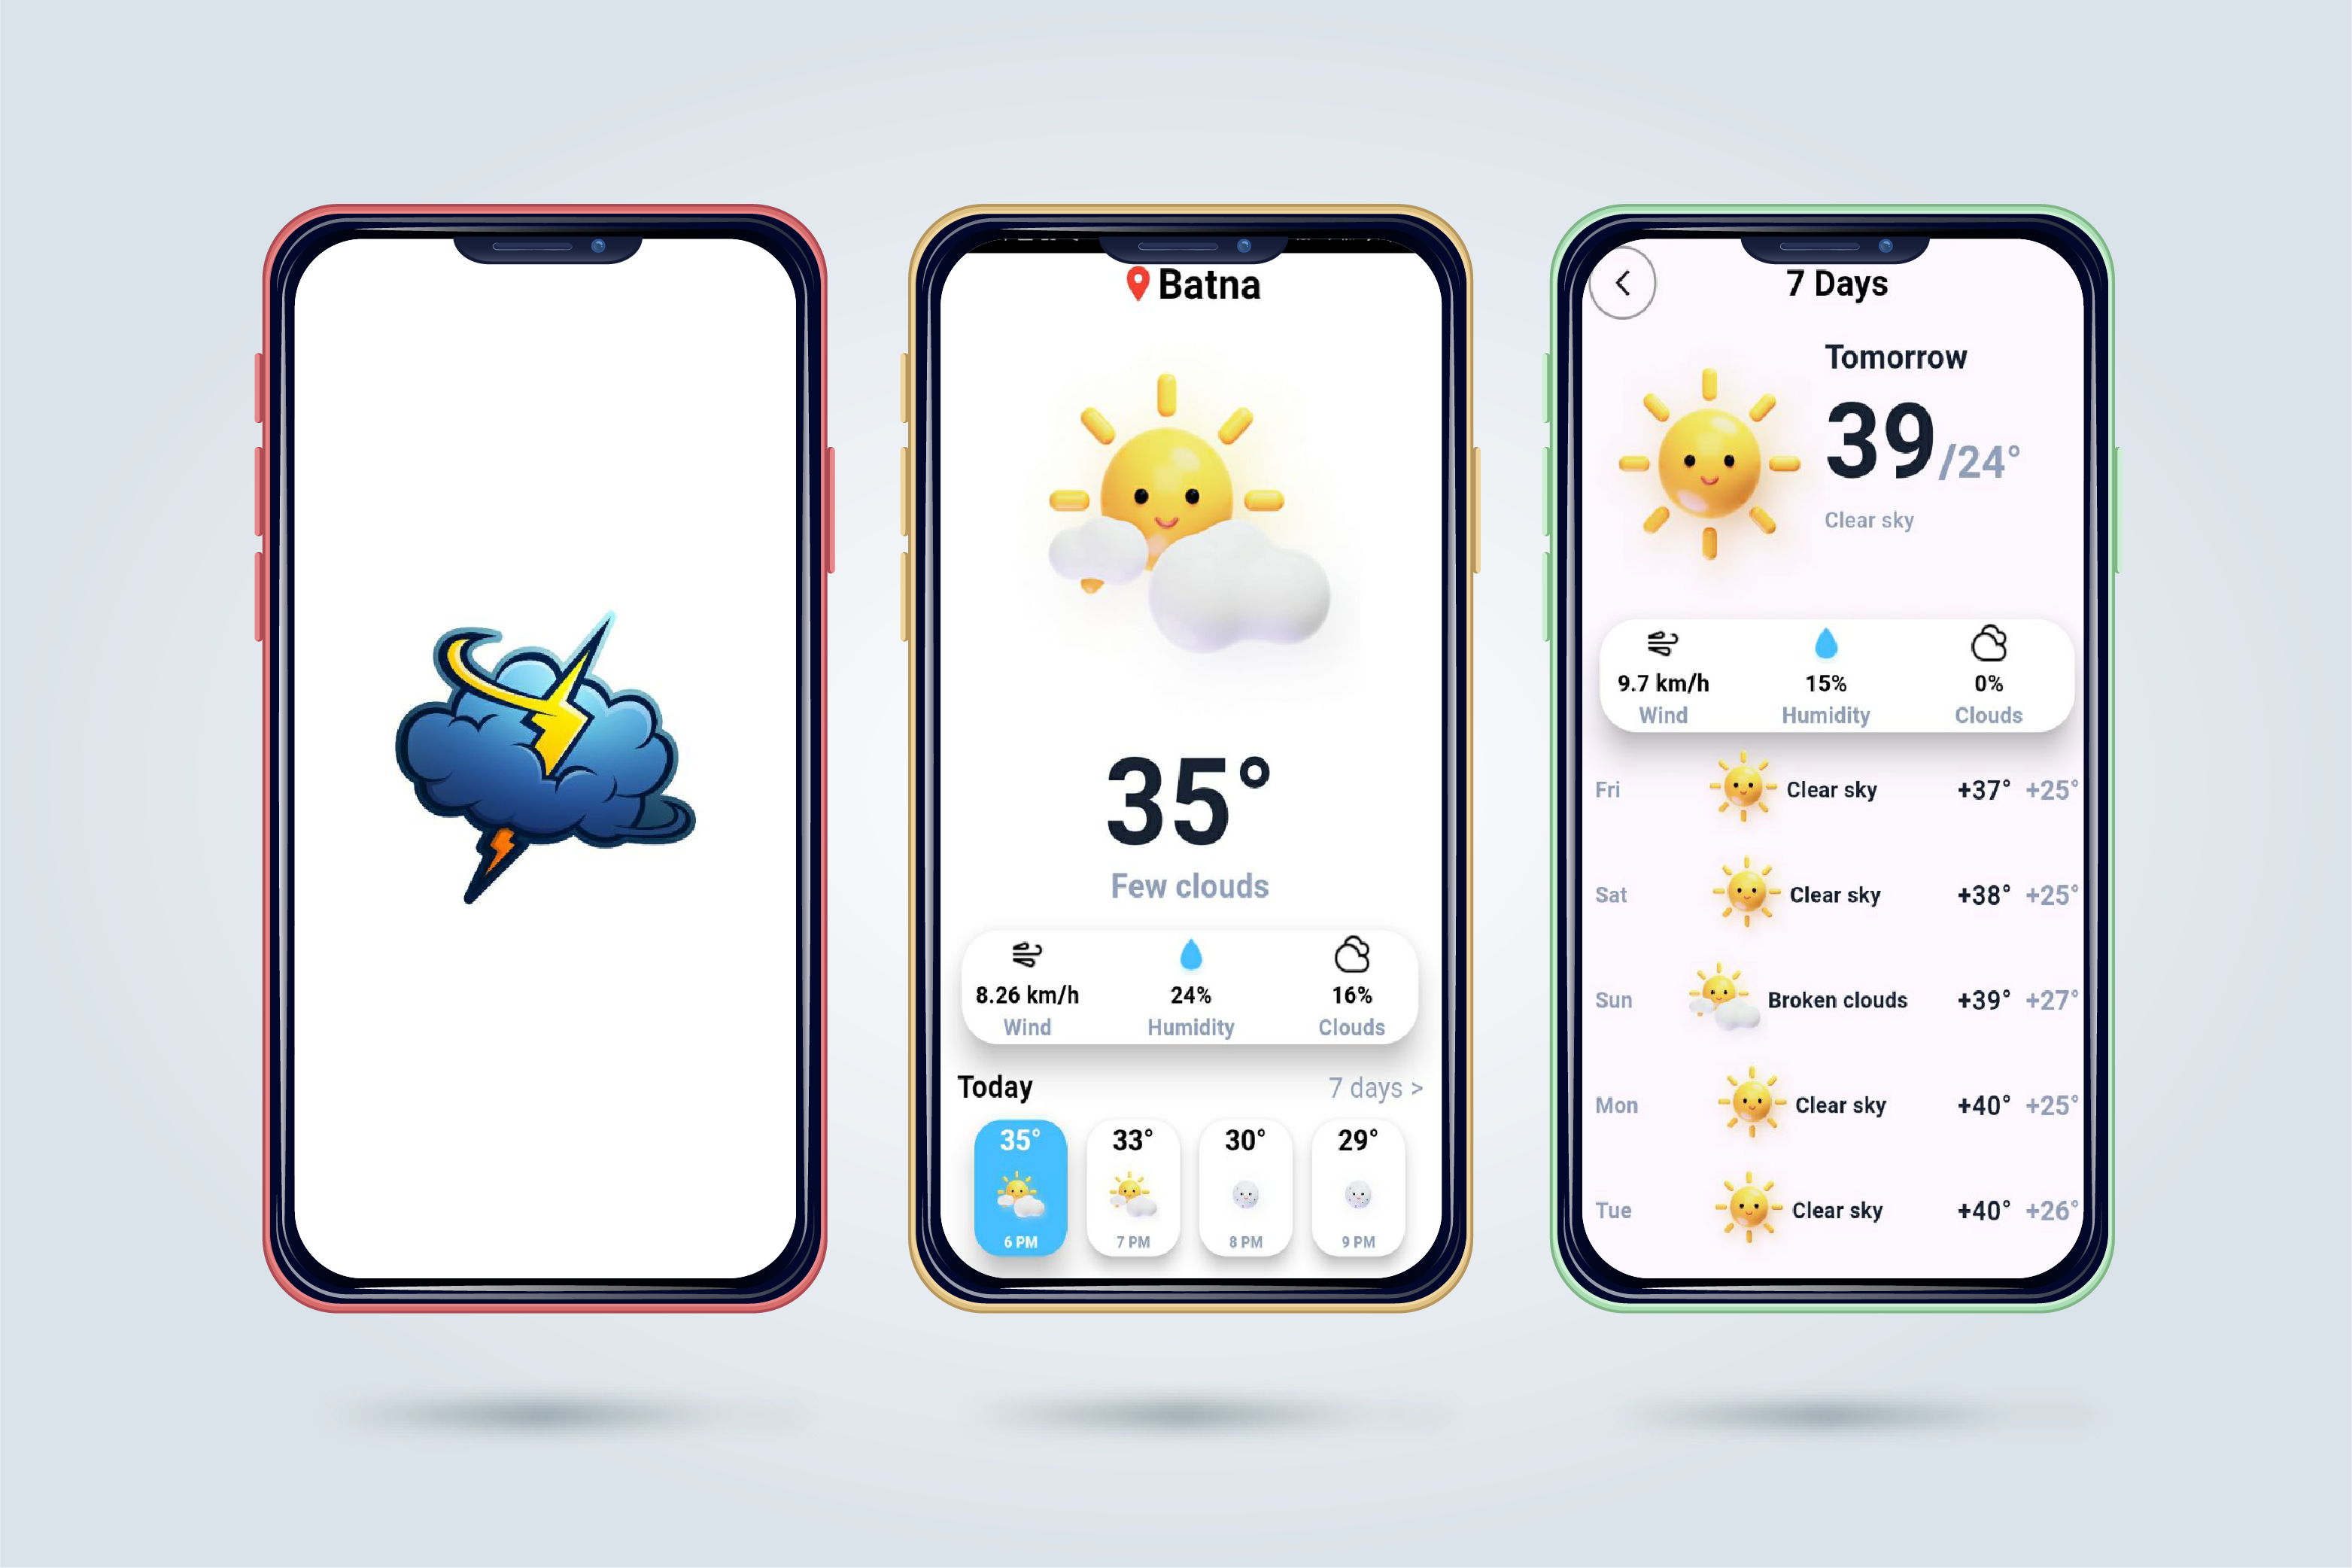 Batna
35°
Few clouds
8.26 km/h 24% 16%
Wind Humidity Clouds
Today 7 days >
35° 33° 30° 29°
6 PM 7 PM 8 PM 9 PM
7 Days
Tomorrow
39/24°
Clear sky
9.7 km/h 15% 0%
Wind Humidity Clouds
Fri Clear sky +37° +25°
Sat Clear sky +38° +25°
Sun Broken clouds +39° +27°
Mon Clear sky +40° +25°
Tue Clear sky +40° +26°